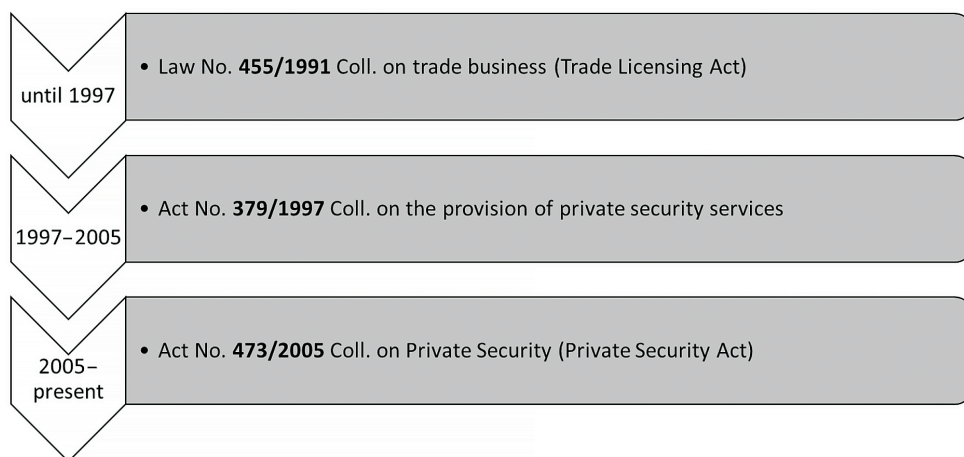 until 1997
• Law No. 455/1991 Coll. on trade business (Trade Licensing Act)
1997–2005
• Act No. 379/1997 Coll. on the provision of private security services
2005–
present
• Act No. 473/2005 Coll. on Private Security (Private Security Act)